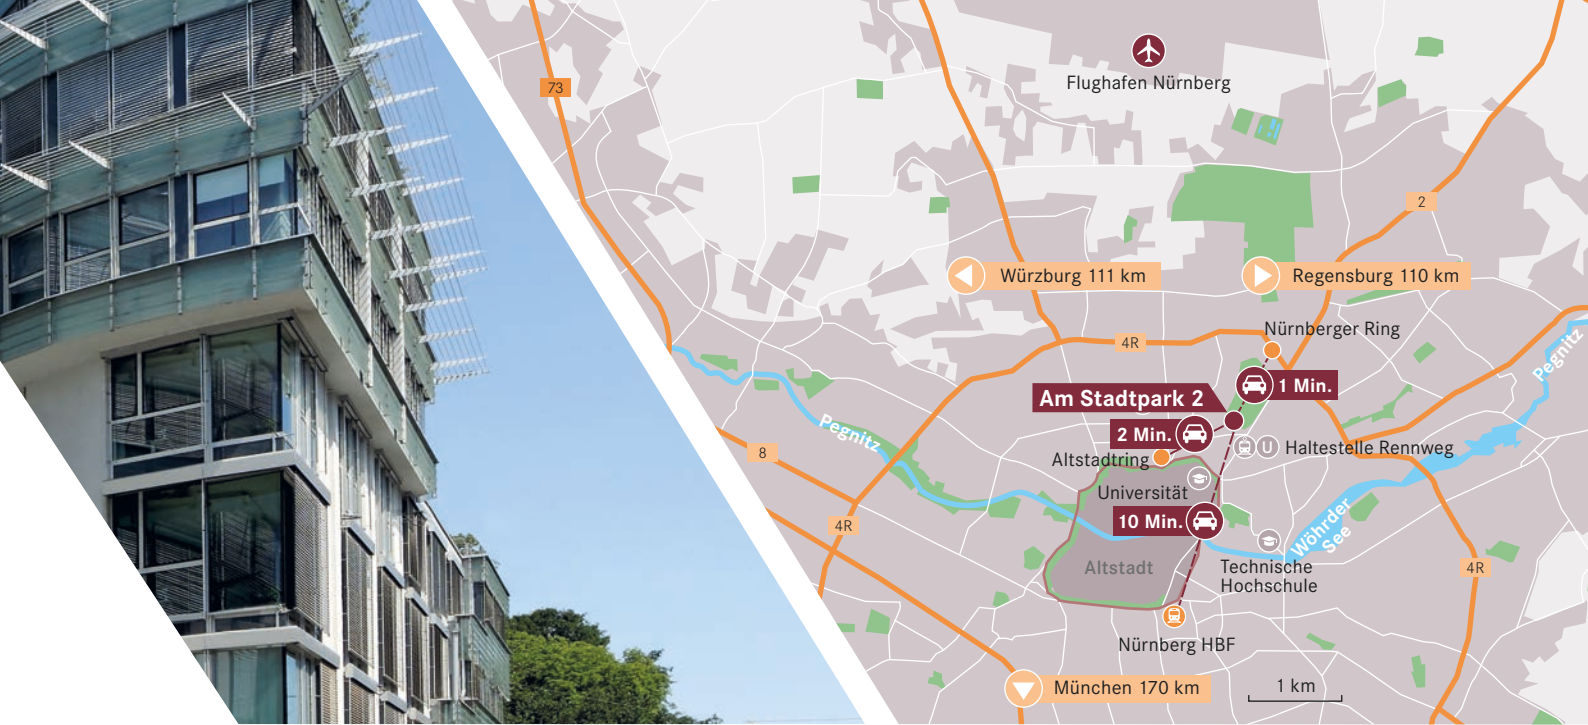 Flughafen Nürnberg
73
2
Würzburg 111 km
Regensburg 110 km
Nürnberger Ring
4R
1 Min.
Am Stadtpark 2
Pegnitz
2 Min.
Pegnitz
8
Altstadtring
U
Haltestelle Rennweg
Universität
10 Min.
4R
Wöhrder
See
Altstadt
Technische
Hochschule
4R
Nürnberg HBF
München 170 km
1 km